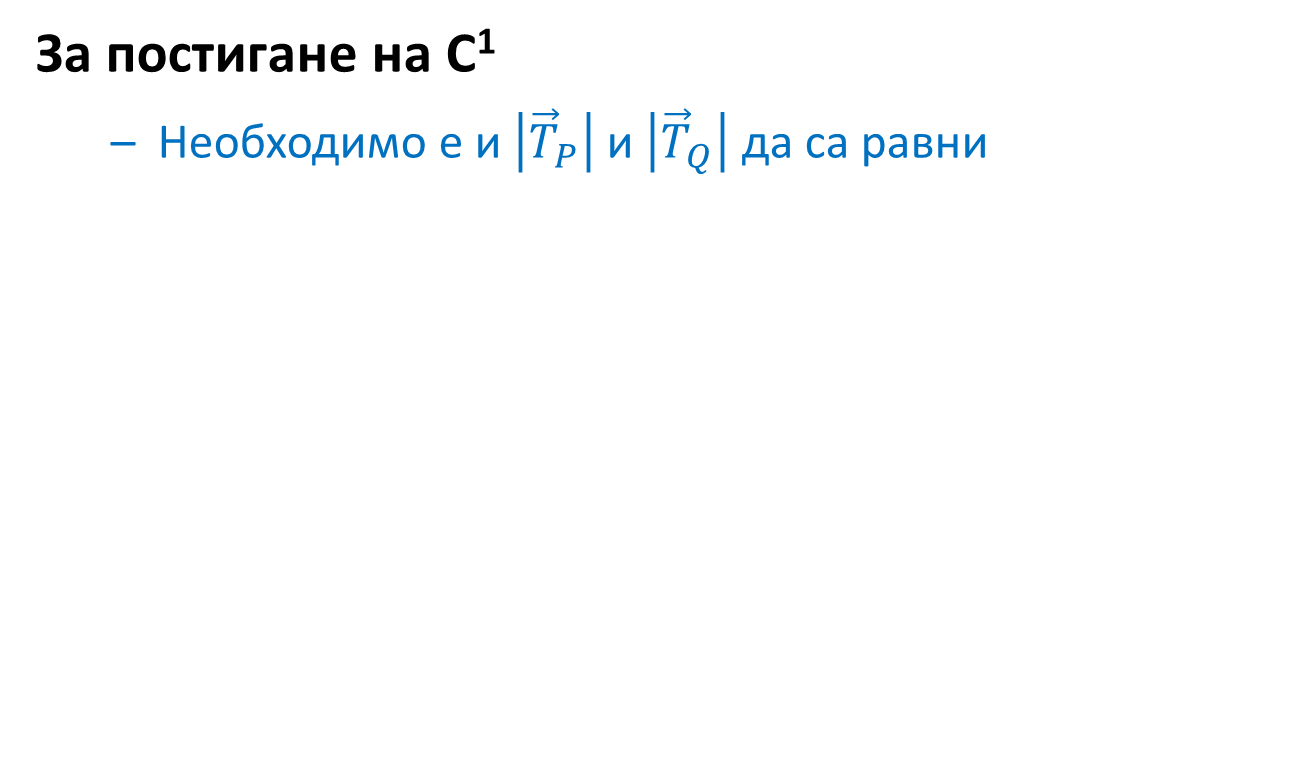 За постигане на C¹
– Необходимо е и |T⃗_P| и |T⃗_Q| да са равни